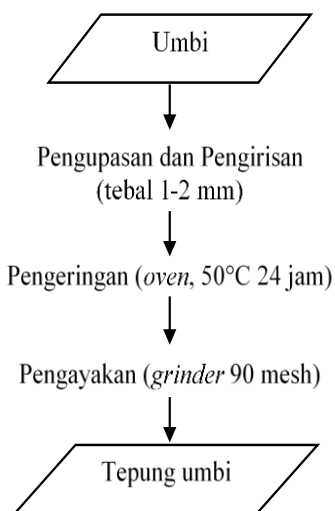 Umbi
Pengupasan dan Pengirisan
(tebal 1-2 mm)
Pengeringan (oven, 50°C 24 jam)
Pengayakan (grinder 90 mesh)
Tepung umbi